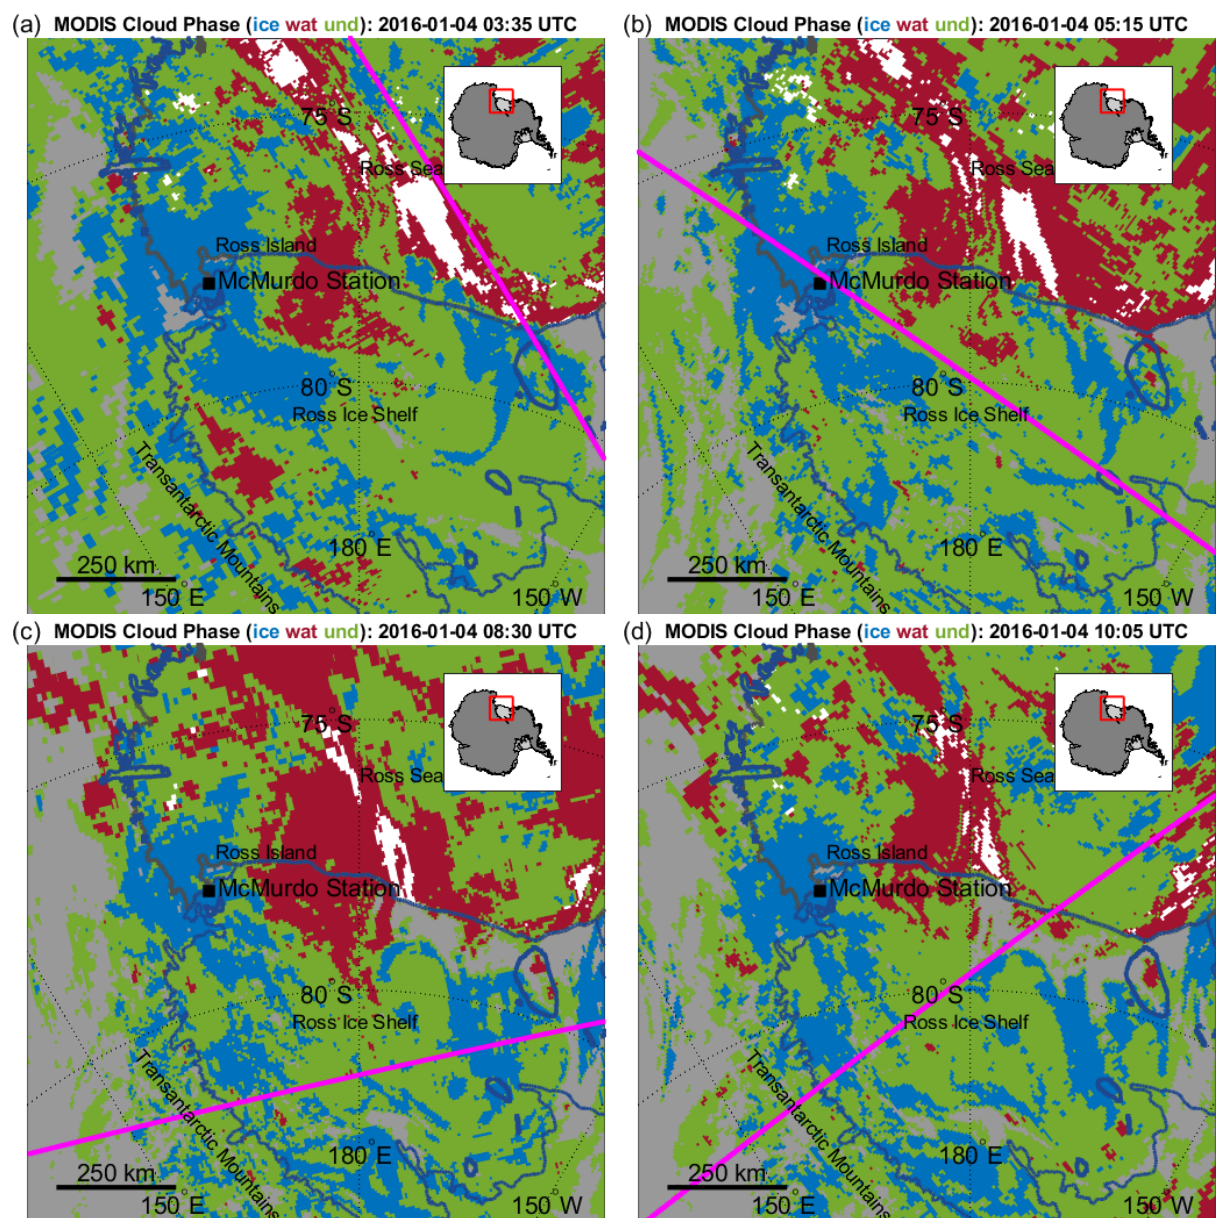 (a) MODIS Cloud Phase (ice wat und): 2016-01-04 03:35 UTC
75°S
Ross Sea
Ross Island
McMurdo Station
80°S
Ross Ice Shelf
Transantarctic Mountains
180°E
250 km
150°E
150°W
(b) MODIS Cloud Phase (ice wat und): 2016-01-04 05:15 UTC
75°S
Ross Sea
Ross Island
McMurdo Station
80°S
Ross Ice Shelf
Transantarctic Mountains
180°E
250 km
150°E
150°W
(c) MODIS Cloud Phase (ice wat und): 2016-01-04 08:30 UTC
75°S
Ross Sea
Ross Island
McMurdo Station
80°S
Ross Ice Shelf
Transantarctic Mountains
180°E
250 km
150°E
150°W
(d) MODIS Cloud Phase (ice wat und): 2016-01-04 10:05 UTC
75°S
Ross Sea
Ross Island
McMurdo Station
80°S
Ross Ice Shelf
Transantarctic Mountains
180°E
250 km
150°E
150°W